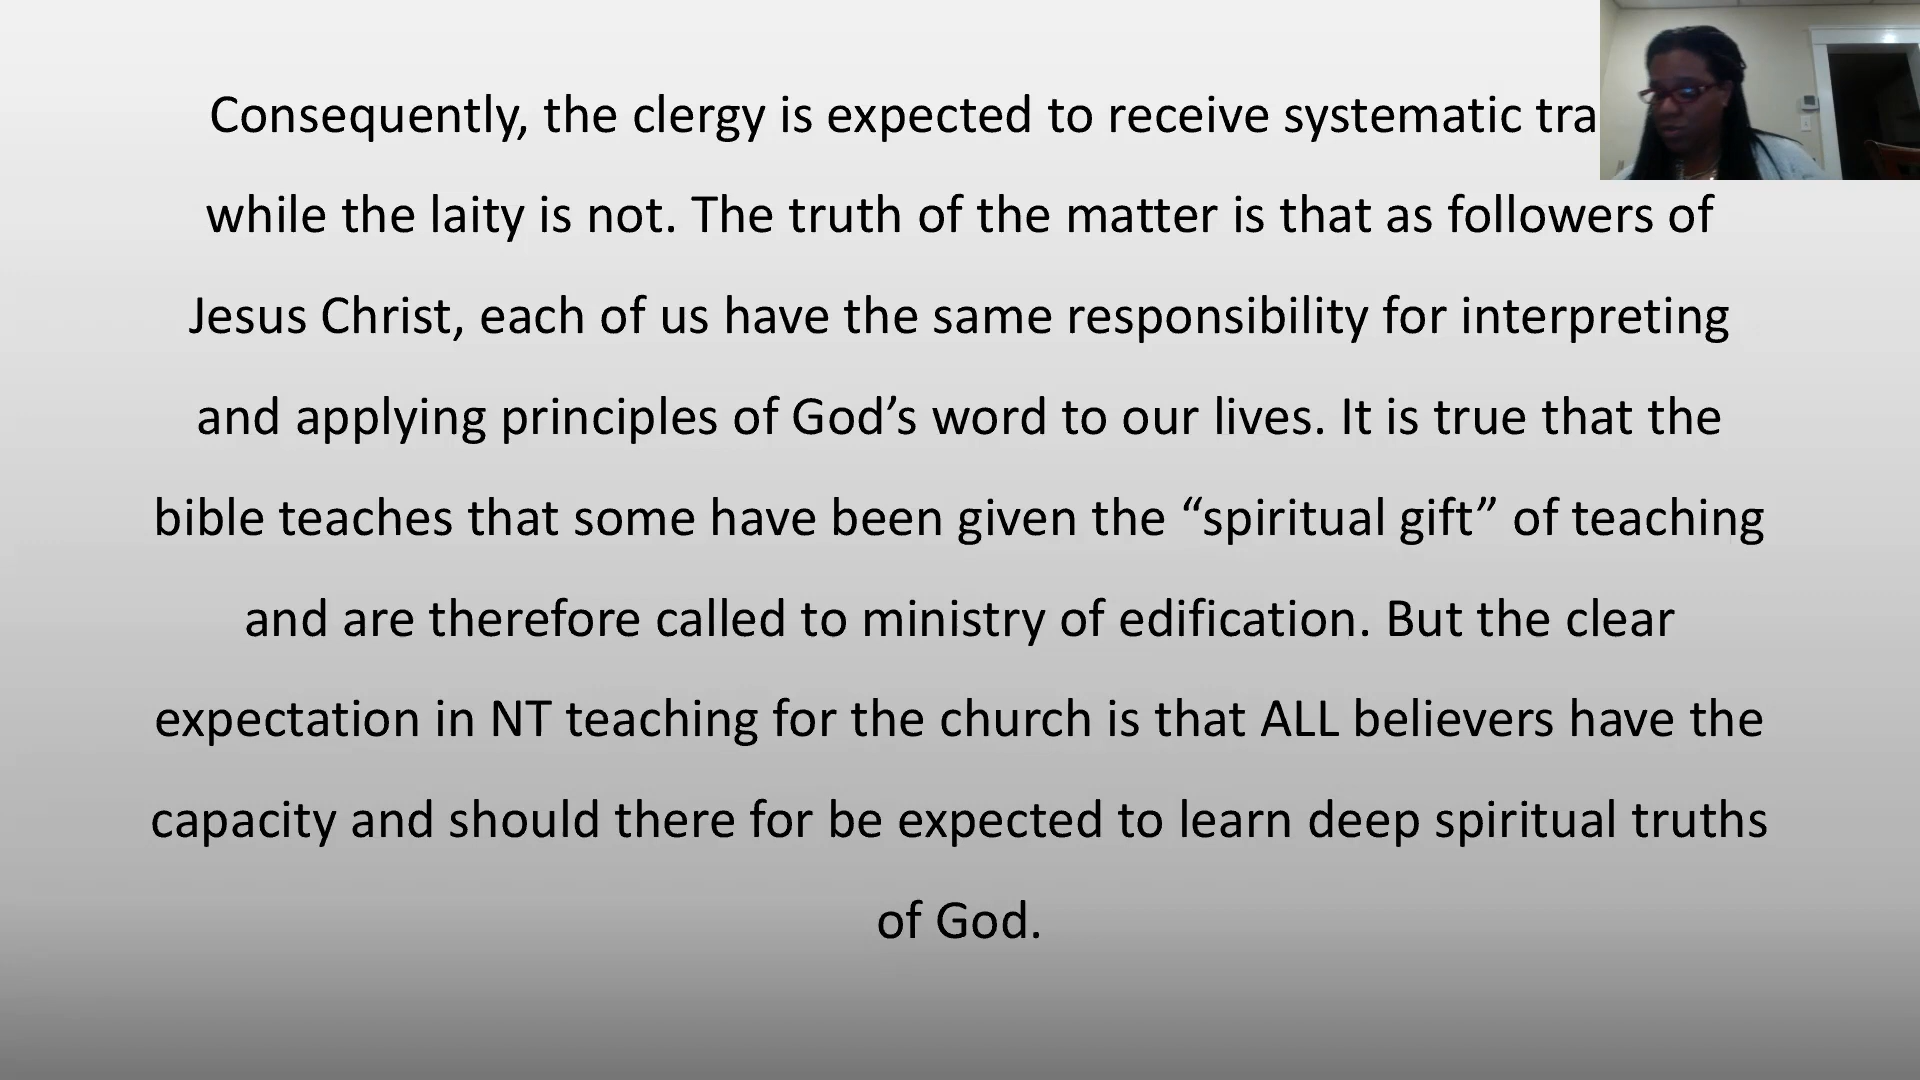 Consequently, the clergy is expected to receive systematic
while the laity is not. The truth of the matter is that as followers of
Jesus Christ, each of us have the same responsibility for interpreting
and applying principles of God’s word to our lives. It is true that the
bible teaches that some have been given the “spiritual gift” of teaching
and are therefore called to ministry of edification. But the clear
expectation in NT teaching for the church is that ALL believers have the
capacity and should there for be expected to learn deep spiritual truths
of God.